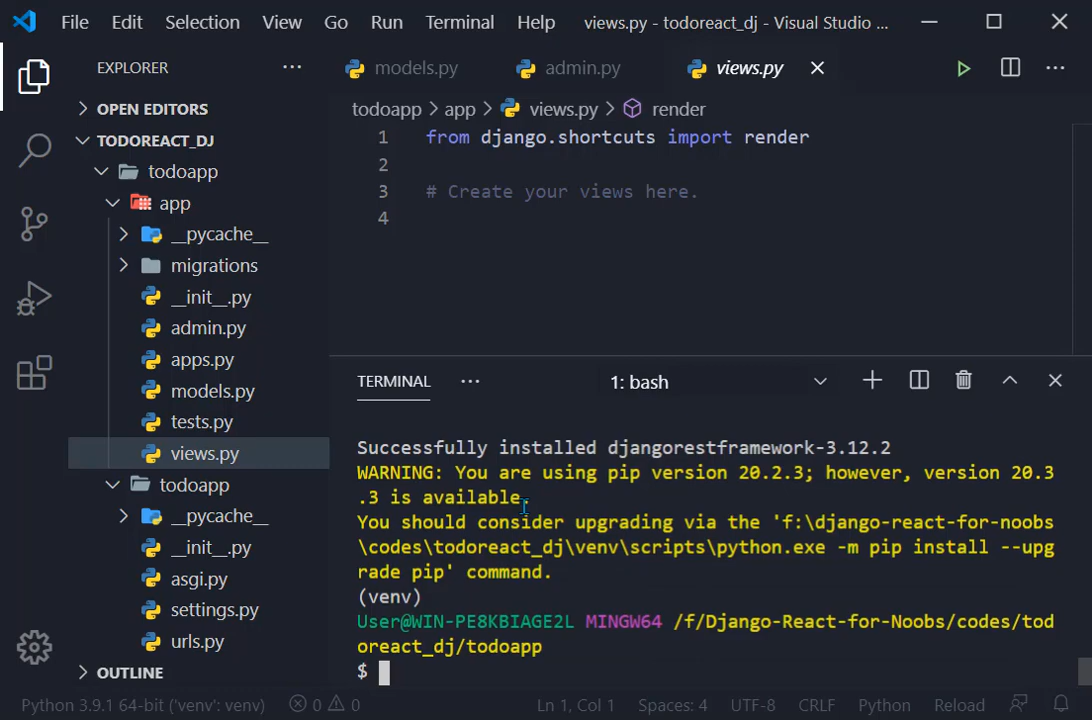 File Edit Selection View Go Run Terminal Help views.py - todoreact_dj - Visual Studio ...
EXPLORER ...
models.py admin.py views.py
OPEN EDITORS
TODOREACT_DJ
todoapp
app
__pycache__
migrations
__init__.py
admin.py
apps.py
models.py
tests.py
views.py
todoapp
__pycache__
__init__.py
asgi.py
settings.py
urls.py
OUTLINE
todoapp > app > views.py > render
1 from django.shortcuts import render
2
3 # Create your views here.
4
TERMINAL ... 1: bash
Successfully installed djangorestframework-3.12.2
WARNING: You are using pip version 20.2.3; however, version 20.3
.3 is available.
You should consider upgrading via the 'f:\django-react-for-noobs
\codes\todoreact_dj\venv\scripts\python.exe -m pip install --upg
rade pip' command.
(venv)
User@WIN-PE8KBIAGE2L MINGW64 /f/Django-React-for-Noobs/codes/tod
oreact_dj/todoapp
$
Python 3.9.1 64-bit ('venv': venv) 0 0 Ln 1, Col 1 Spaces: 4 UTF-8 CRLF Python Reload